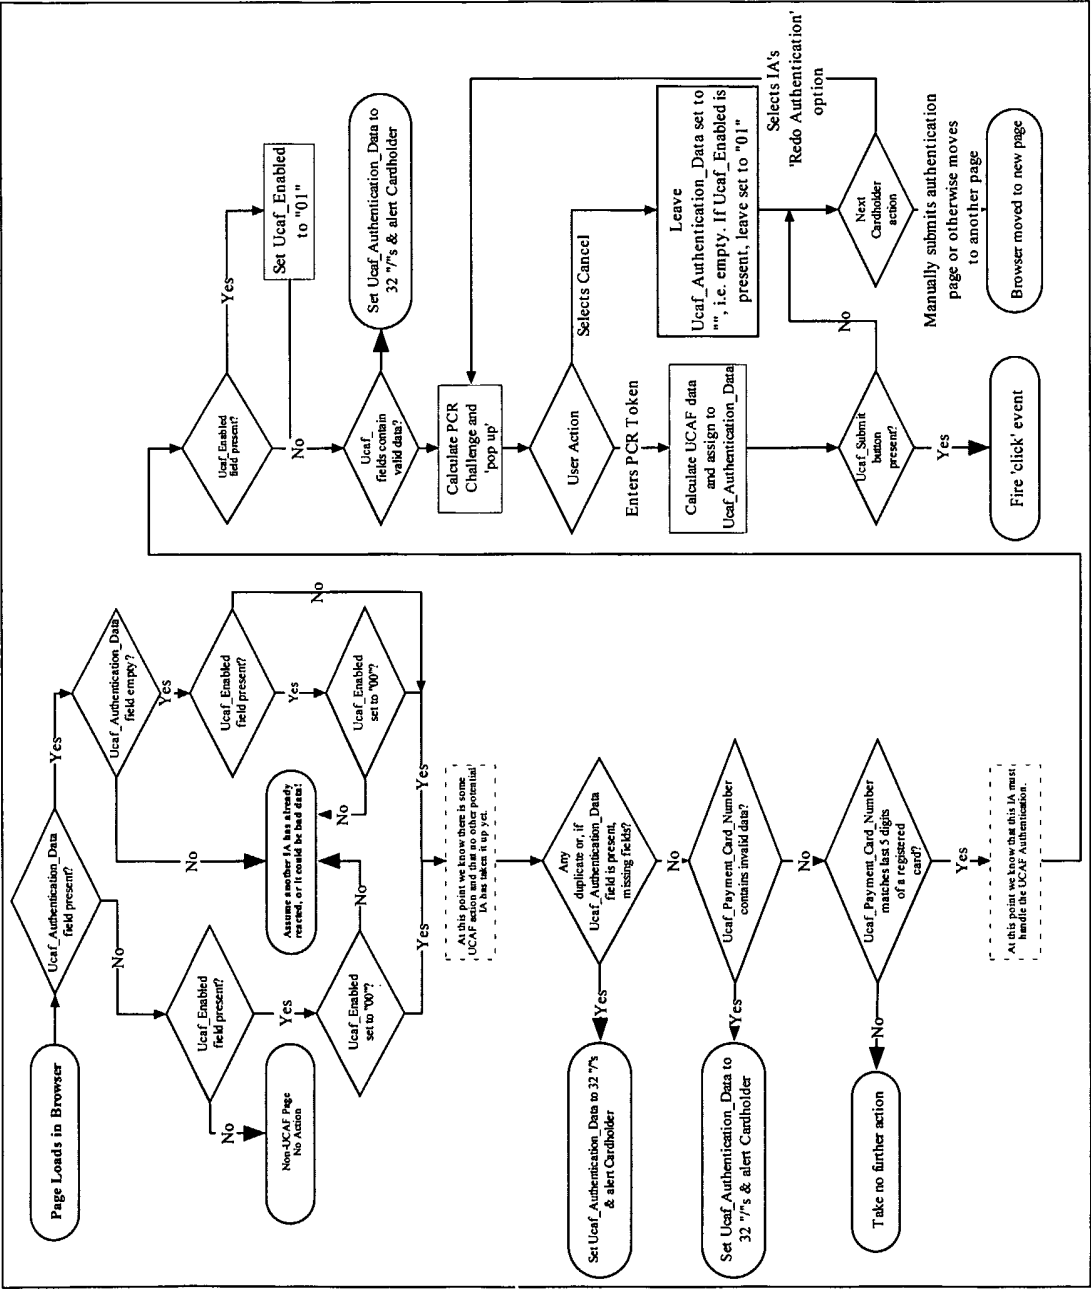 Page Loads in Browser
Ucaf_Authentication_Data
field present?
Yes
No
Ucaf_Authentication_Data
field empty?
Yes
No
Ucaf_Enabled
field present?
No
Yes
Ucaf_Enabled
set to "00"?
No
Yes
Ucaf_Enabled
field present?
No
Yes
Non-UCAF Page
No Action
Ucaf_Enabled
set to "00"?
No
Yes
Assume another IA has already
reacted, or it could be bad data!
At this point we know there is some
UCAF action and that no other potential
IA has taken it up yet.
Any
duplicate or, if
Ucaf_Authentication_Data
field is present,
missing fields?
Yes
No
Set Ucaf_Authentication_Data to 32 "/"s
& alert Cardholder
Ucaf_Payment_Card_Number
contains invalid data?
Yes
No
Set Ucaf_Authentication_Data to
32 "/"s & alert Cardholder
Ucaf_Payment_Card_Number
matches last 5 digits
of a registered
card?
No
Yes
Take no further action
At this point we know that this IA must
handle the UCAF Authentication.
Ucaf_Enabled
field present?
Yes
No
Set Ucaf_Enabled
to "01"
Ucaf_
fields contain
valid data?
Set Ucaf_Authentication_Data to
32 "/"s & alert Cardholder
Calculate PCR
Challenge and
'pop up'
User Action
Selects Cancel
Enters PCR Token
Calculate UCAF data
and assign to
Ucaf_Authentication_Data
Leave
Ucaf_Authentication_Data set to
"", i.e. empty. If Ucaf_Enabled is
present, leave set to "01"
Ucaf_Submit
button
present?
No
Yes
Fire 'click' event
Next
Cardholder
action
Selects IA's
'Redo Authentication'
option
Manually submits authentication
page or otherwise moves
to another page
Browser moved to new page